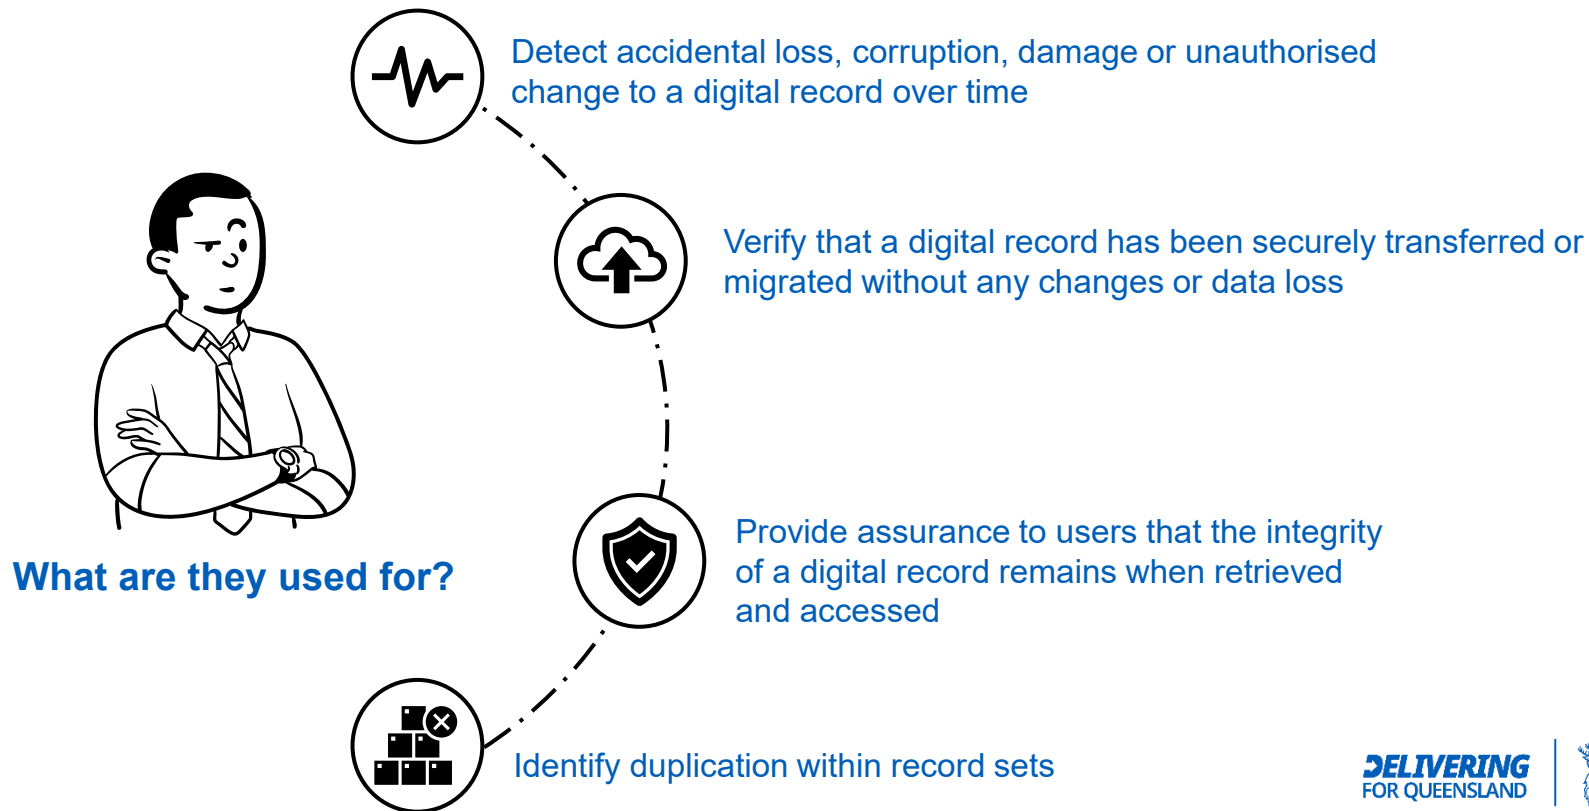 Detect accidental loss, corruption, damage or unauthorised
change to a digital record over time
Verify that a digital record has been securely transferred or
migrated without any changes or data loss
What are they used for?
Provide assurance to users that the integrity
of a digital record remains when retrieved
and accessed
Identify duplication within record sets
DELIVERING
FOR QUEENSLAND